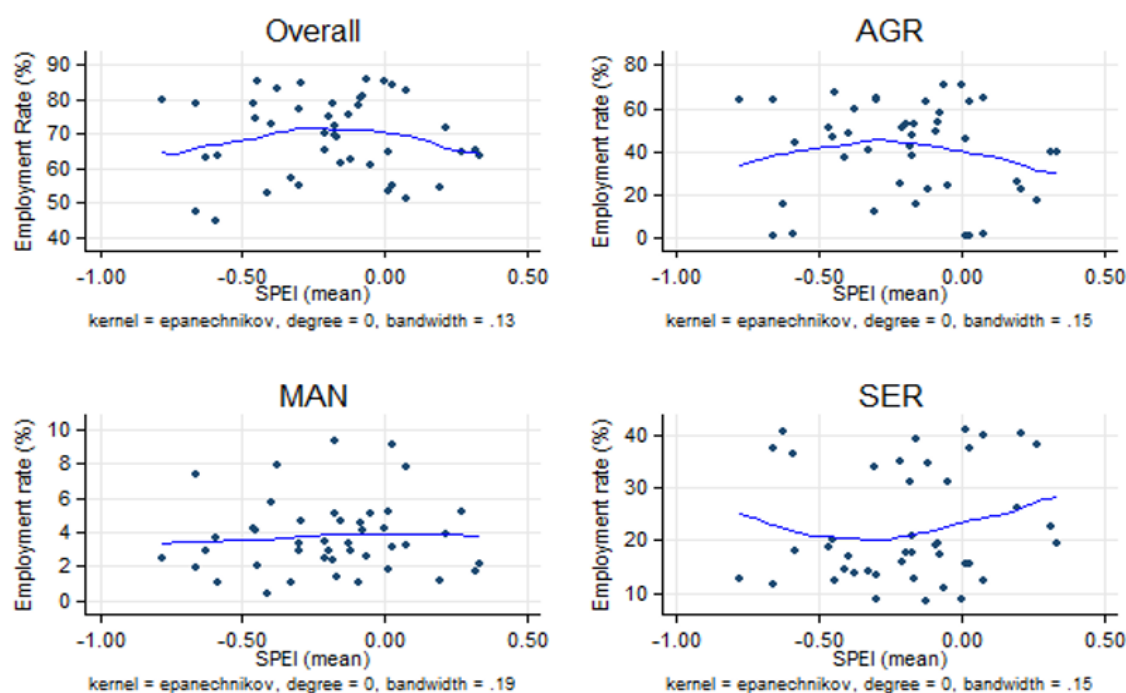 Overall
Employment Rate (%)
90
80
70
60
50
40
-1.00 -0.50 0.00 0.50
SPEI (mean)
kernel = epanechnikov, degree = 0, bandwidth = .13
AGR
Employment rate (%)
80
60
40
20
0
-1.00 -0.50 0.00 0.50
SPEI (mean)
kernel = epanechnikov, degree = 0, bandwidth = .15
MAN
Employment rate (%)
10
8
6
4
2
0
-1.00 -0.50 0.00 0.50
SPEI (mean)
kernel = epanechnikov, degree = 0, bandwidth = .19
SER
Employment rate (%)
40
30
20
10
-1.00 -0.50 0.00 0.50
SPEI (mean)
kernel = epanechnikov, degree = 0, bandwidth = .15